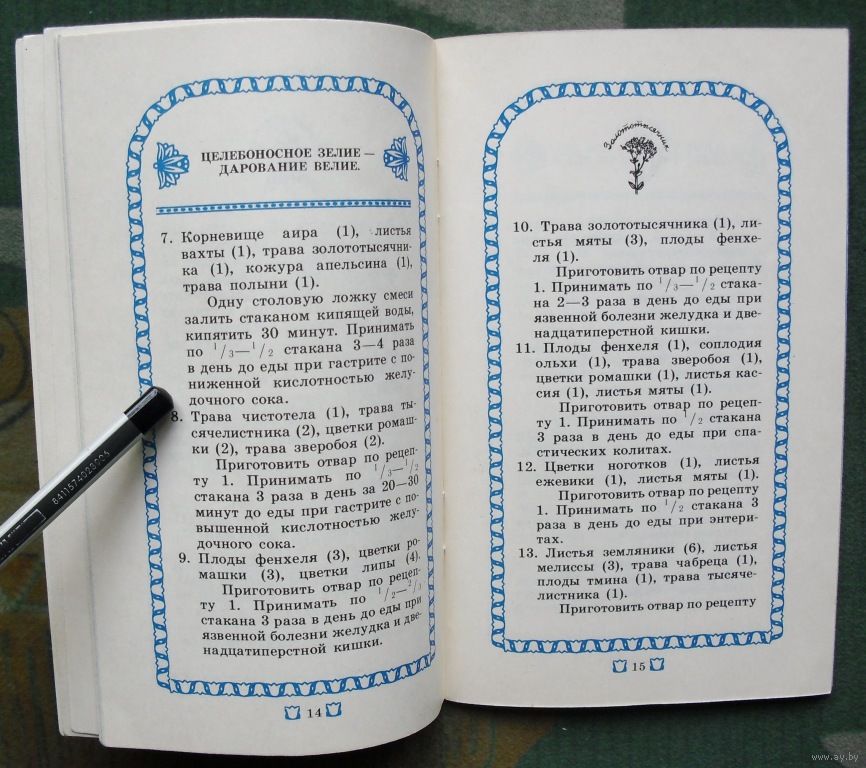 ЦЕЛЕБОНОСНОЕ ЗЕЛИЕ —
ДАРОВАНИЕ ВЕЛИЕ.
7. Корневище аира (1), листья
вахты (1), трава золототысячни-
ка (1), кожура апельсина (1),
трава полыни (1).
Одну столовую ложку смеси
залить стаканом кипящей воды,
кипятить 30 минут. Принимать
по 1/3—1/2 стакана 3—4 раза
в день до еды при гастрите с по-
ниженной кислотностью желу-
дочного сока.
8. Трава чистотела (1), трава ты-
сячелистника (2), цветки ромаш-
ки (2), трава зверобоя (2).
Приготовить отвар по рецеп-
ту 1. Принимать по 1/3—1/2
стакана 3 раза в день за 20—30
минут до еды при гастрите с по-
вышенной кислотностью желу-
дочного сока.
9. Плоды фенхеля (3), цветки ро-
машки (3), цветки липы (4).
Приготовить отвар по рецеп-
ту 1. Принимать по 1/2—2/3
стакана 3 раза в день до еды при
язвенной болезни желудка и две-
надцатиперстной кишки.
14
8411574028006
Золототысячник
10. Трава золототысячника (1), ли-
стья мяты (3), плоды фенхе-
ля (1).
Приготовить отвар по рецепту
1. Принимать по 1/3—1/2 стака-
на 2—3 раза в день до еды при
язвенной болезни желудка и две-
надцатиперстной кишки.
11. Плоды фенхеля (1), соплодия
ольхи (1), трава зверобоя (1),
цветки ромашки (1), листья кас-
сия (1), листья мяты (1).
Приготовить отвар по рецеп-
ту 1. Принимать по 1/2 стакана
3 раза в день до еды при спа-
стических колитах.
12. Цветки ноготков (1), листья
ежевики (1), листья мяты (1).
Приготовить отвар по рецепту
1. Принимать по 1/2 стакана 3
раза в день до еды при энтери-
тах.
13. Листья земляники (6), листья
мелиссы (3), трава чабреца (1),
плоды тмина (1), трава тысяче-
листника (1).
Приготовить отвар по рецепту
15
www.ay.by